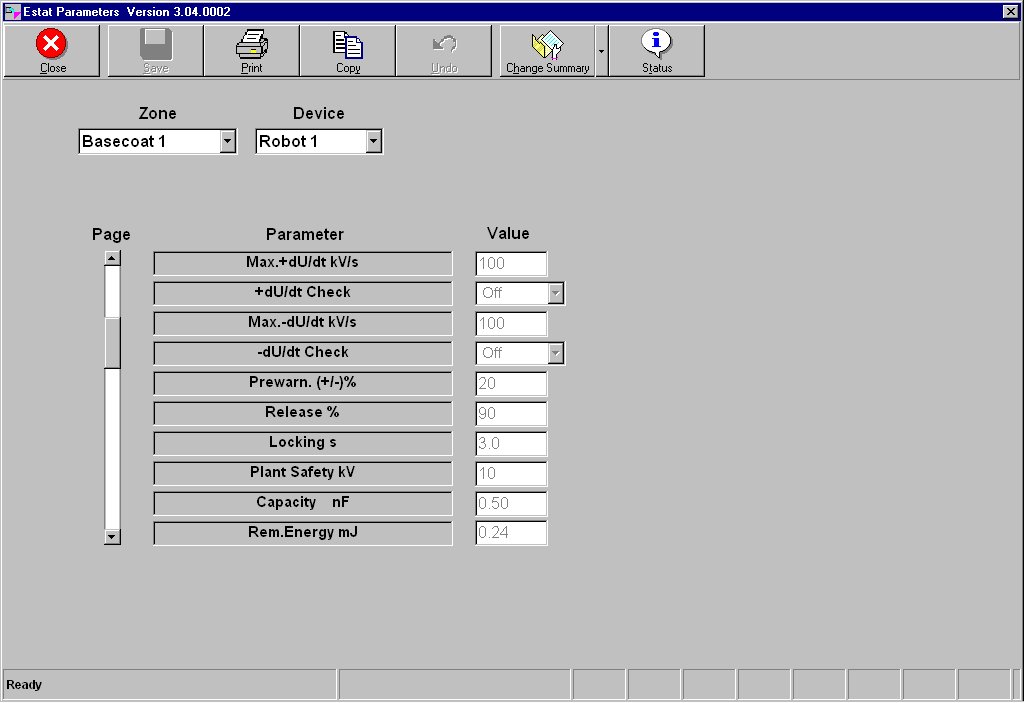 Estat Parameters Version 3.04.0002
Close Save Print Copy Undo Change Summary Status
Zone Device
Basecoat 1 Robot 1
Page Parameter Value
Max.+dU/dt kV/s 100
+dU/dt Check Off
Max.-dU/dt kV/s 100
-dU/dt Check Off
Prewarn. (+/-)% 20
Release % 90
Locking s 3.0
Plant Safety kV 10
Capacity nF 0.50
Rem.Energy mJ 0.24
Ready